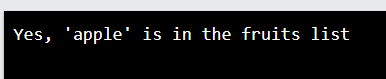 Yes, 'apple' is in the fruits list